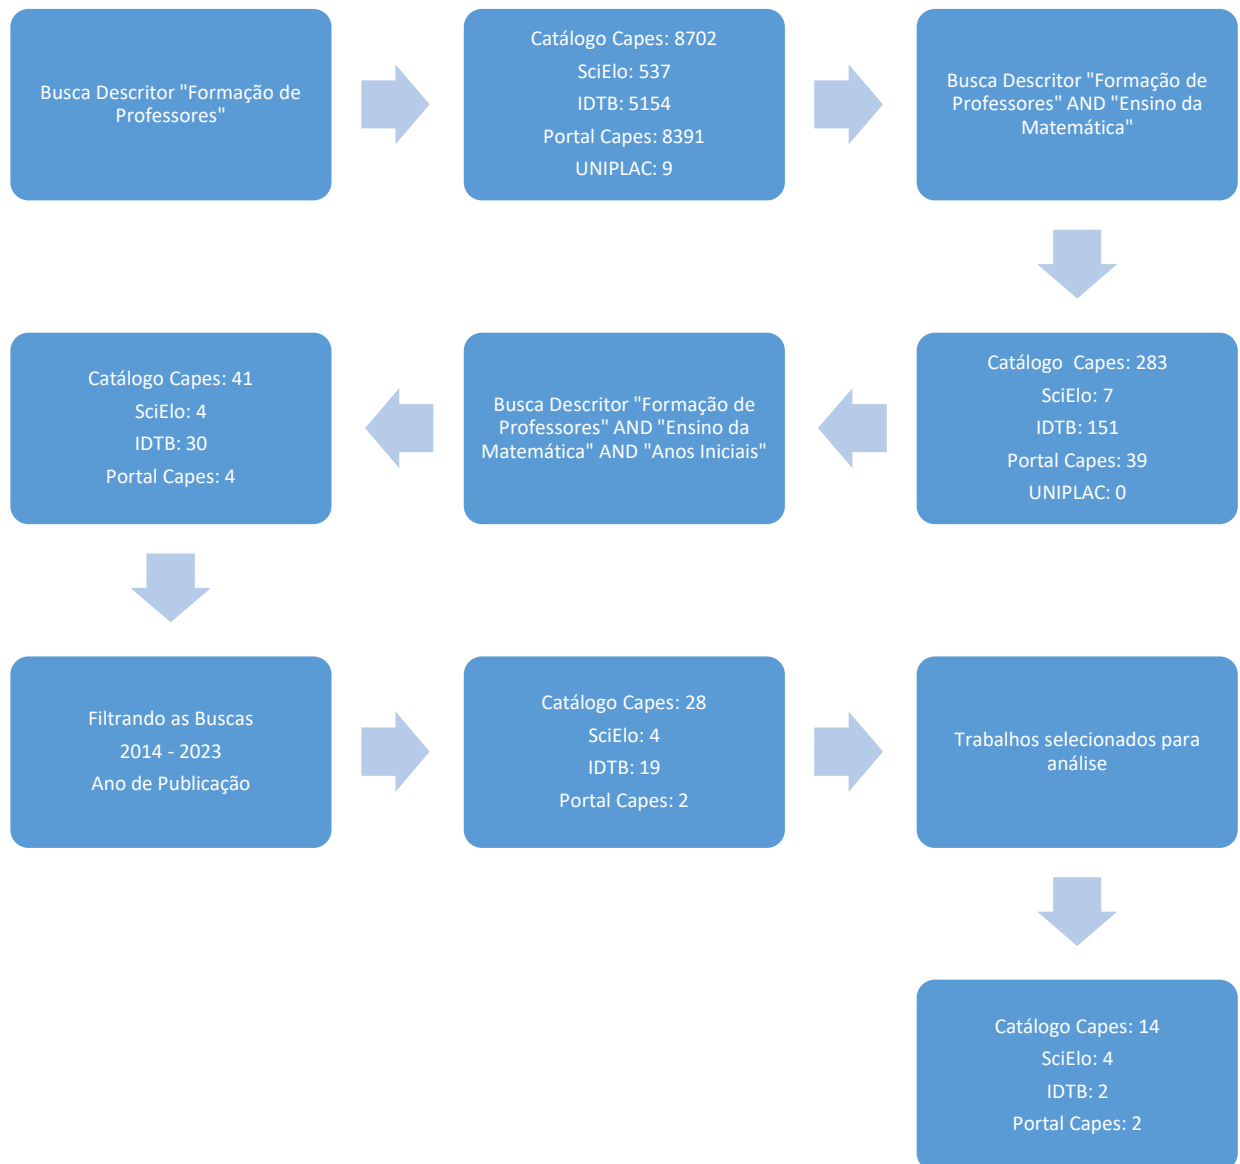 Busca Descritor "Formação de
Professores"
Catálogo Capes: 8702
SciElo: 537
IDTB: 5154
Portal Capes: 8391
UNIPLAC: 9
Busca Descritor "Formação de
Professores" AND "Ensino da
Matemática"
Catálogo  Capes: 283
SciElo: 7
IDTB: 151
Portal Capes: 39
UNIPLAC: 0
Busca Descritor "Formação de
Professores" AND "Ensino da
Matemática" AND "Anos Iniciais"
Catálogo Capes: 41
SciElo: 4
IDTB: 30
Portal Capes: 4
Filtrando as Buscas
2014 - 2023
Ano de Publicação
Catálogo Capes: 28
SciElo: 4
IDTB: 19
Portal Capes: 2
Trabalhos selecionados para
análise
Catálogo Capes: 14
SciElo: 4
IDTB: 2
Portal Capes: 2